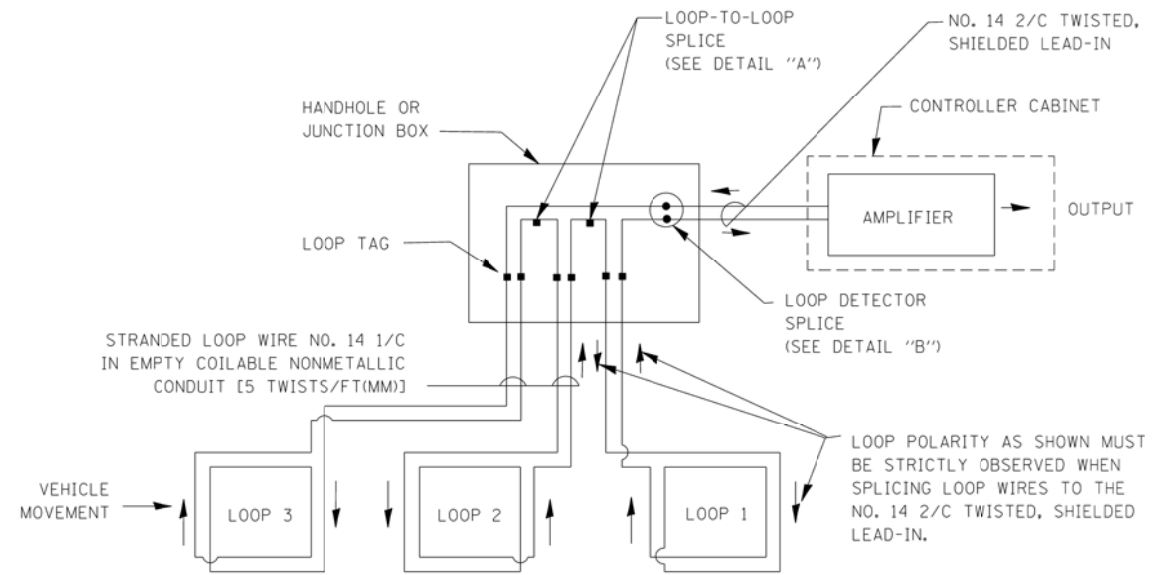 LOOP-TO-LOOP
SPLICE
(SEE DETAIL "A")
NO. 14 2/C TWISTED,
SHIELDED LEAD-IN
HANDHOLE OR
JUNCTION BOX
CONTROLLER CABINET
AMPLIFIER
OUTPUT
LOOP TAG
LOOP DETECTOR
SPLICE
(SEE DETAIL "B")
STRANDED LOOP WIRE NO. 14 1/C
IN EMPTY COILABLE NONMETALLIC
CONDUIT [5 TWISTS/FT(MM)]
LOOP POLARITY AS SHOWN MUST
BE STRICTLY OBSERVED WHEN
SPLICING LOOP WIRES TO THE
NO. 14 2/C TWISTED, SHIELDED
LEAD-IN.
VEHICLE
MOVEMENT
LOOP 3
LOOP 2
LOOP 1